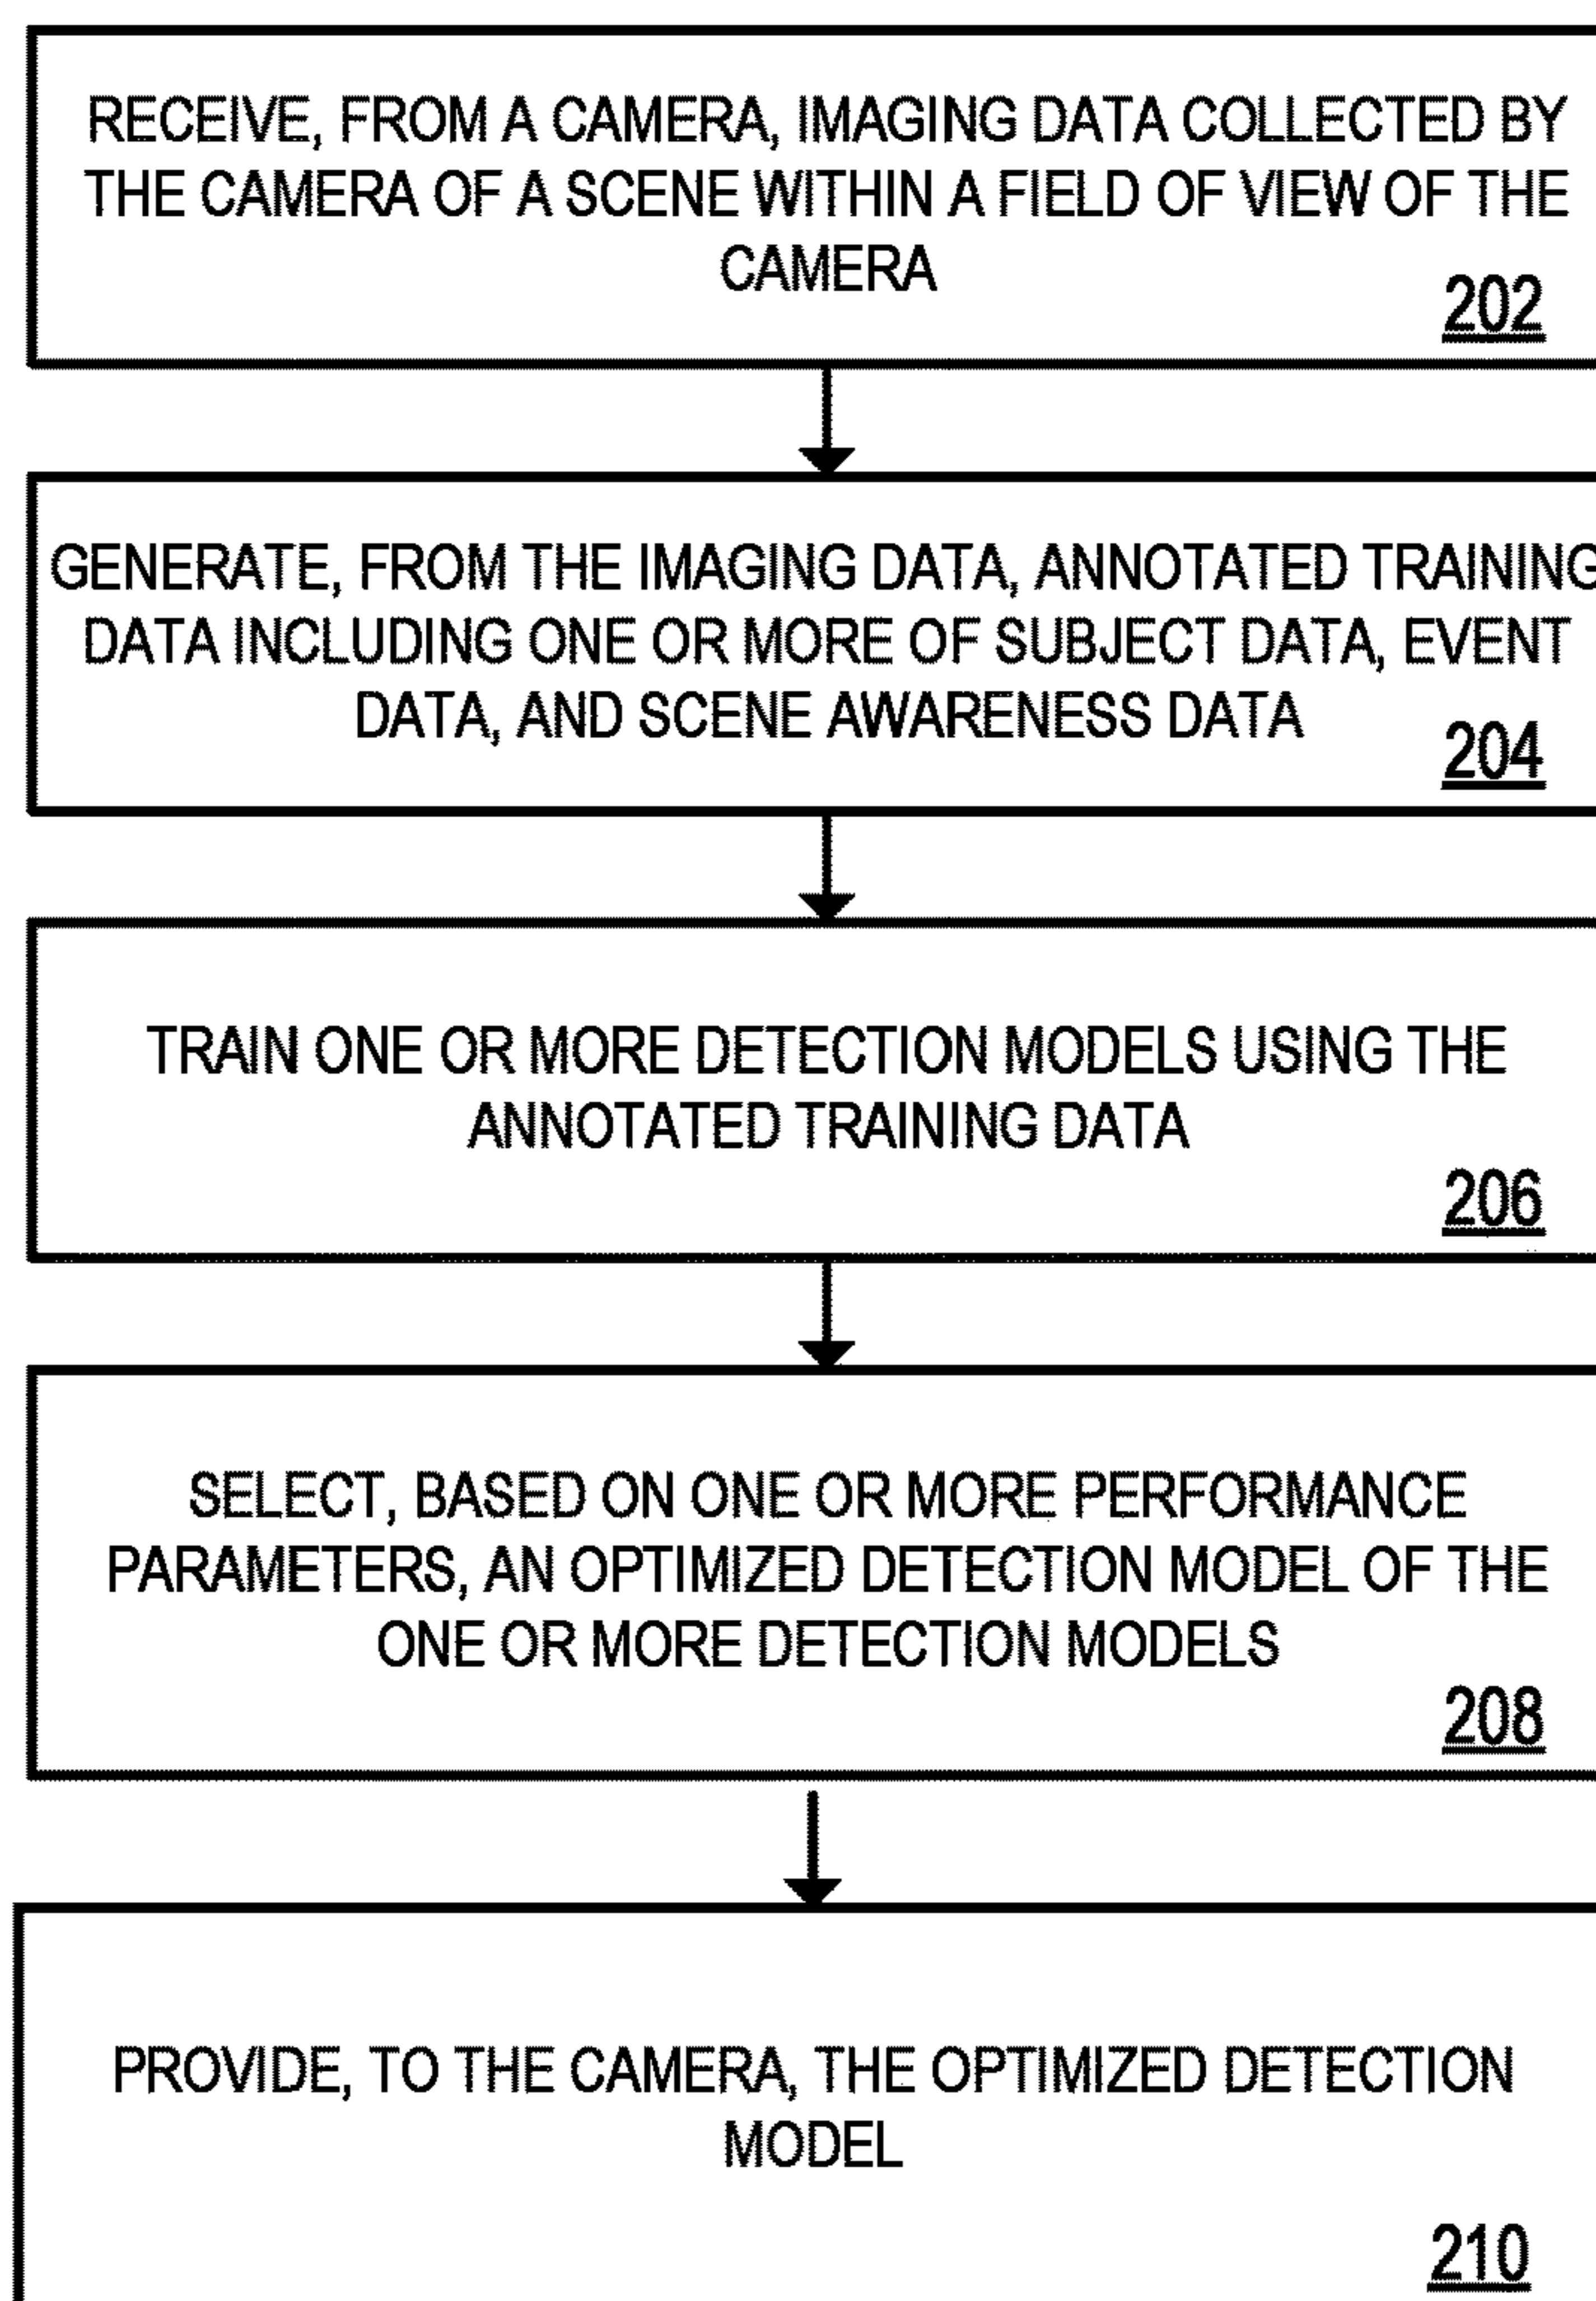 RECEIVE, FROM A CAMERA, IMAGING DATA COLLECTED BY
THE CAMERA OF A SCENE WITHIN A FIELD OF VIEW OF THE
CAMERA
202
GENERATE, FROM THE IMAGING DATA, ANNOTATED TRAINING
DATA INCLUDING ONE OR MORE OF SUBJECT DATA, EVENT
DATA, AND SCENE AWARENESS DATA
204
TRAIN ONE OR MORE DETECTION MODELS USING THE
ANNOTATED TRAINING DATA
206
SELECT, BASED ON ONE OR MORE PERFORMANCE
PARAMETERS, AN OPTIMIZED DETECTION MODEL OF THE
ONE OR MORE DETECTION MODELS
208
PROVIDE, TO THE CAMERA, THE OPTIMIZED DETECTION
MODEL
210